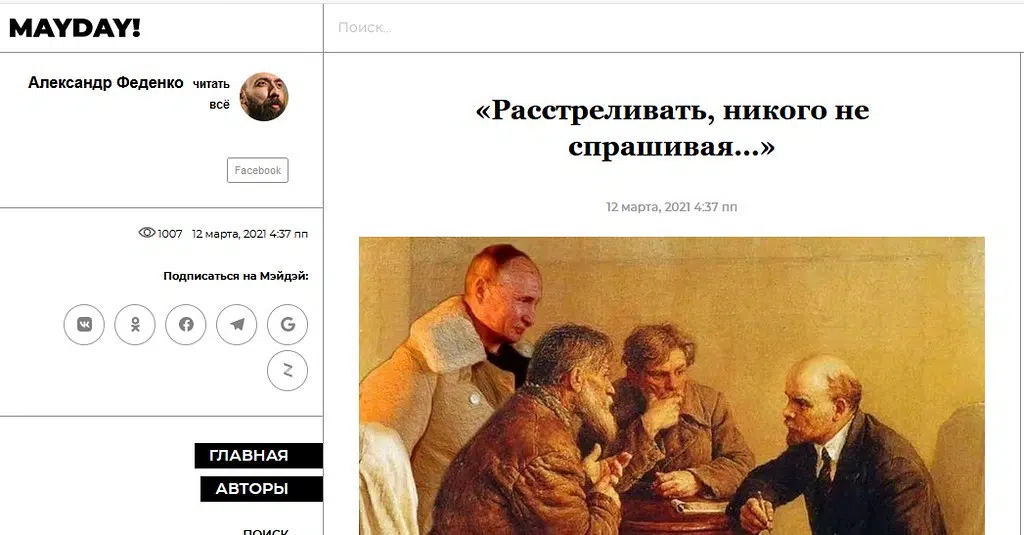 MAYDAY!
Поиск...
Александр Феденко читать
всё
Facebook
1007 12 марта, 2021 4:37 пп
Подписаться на Мэйдэй:
ГЛАВНАЯ
АВТОРЫ
ПОИСК
«Расстреливать, никого не
спрашивая...»
12 марта, 2021 4:37 пп